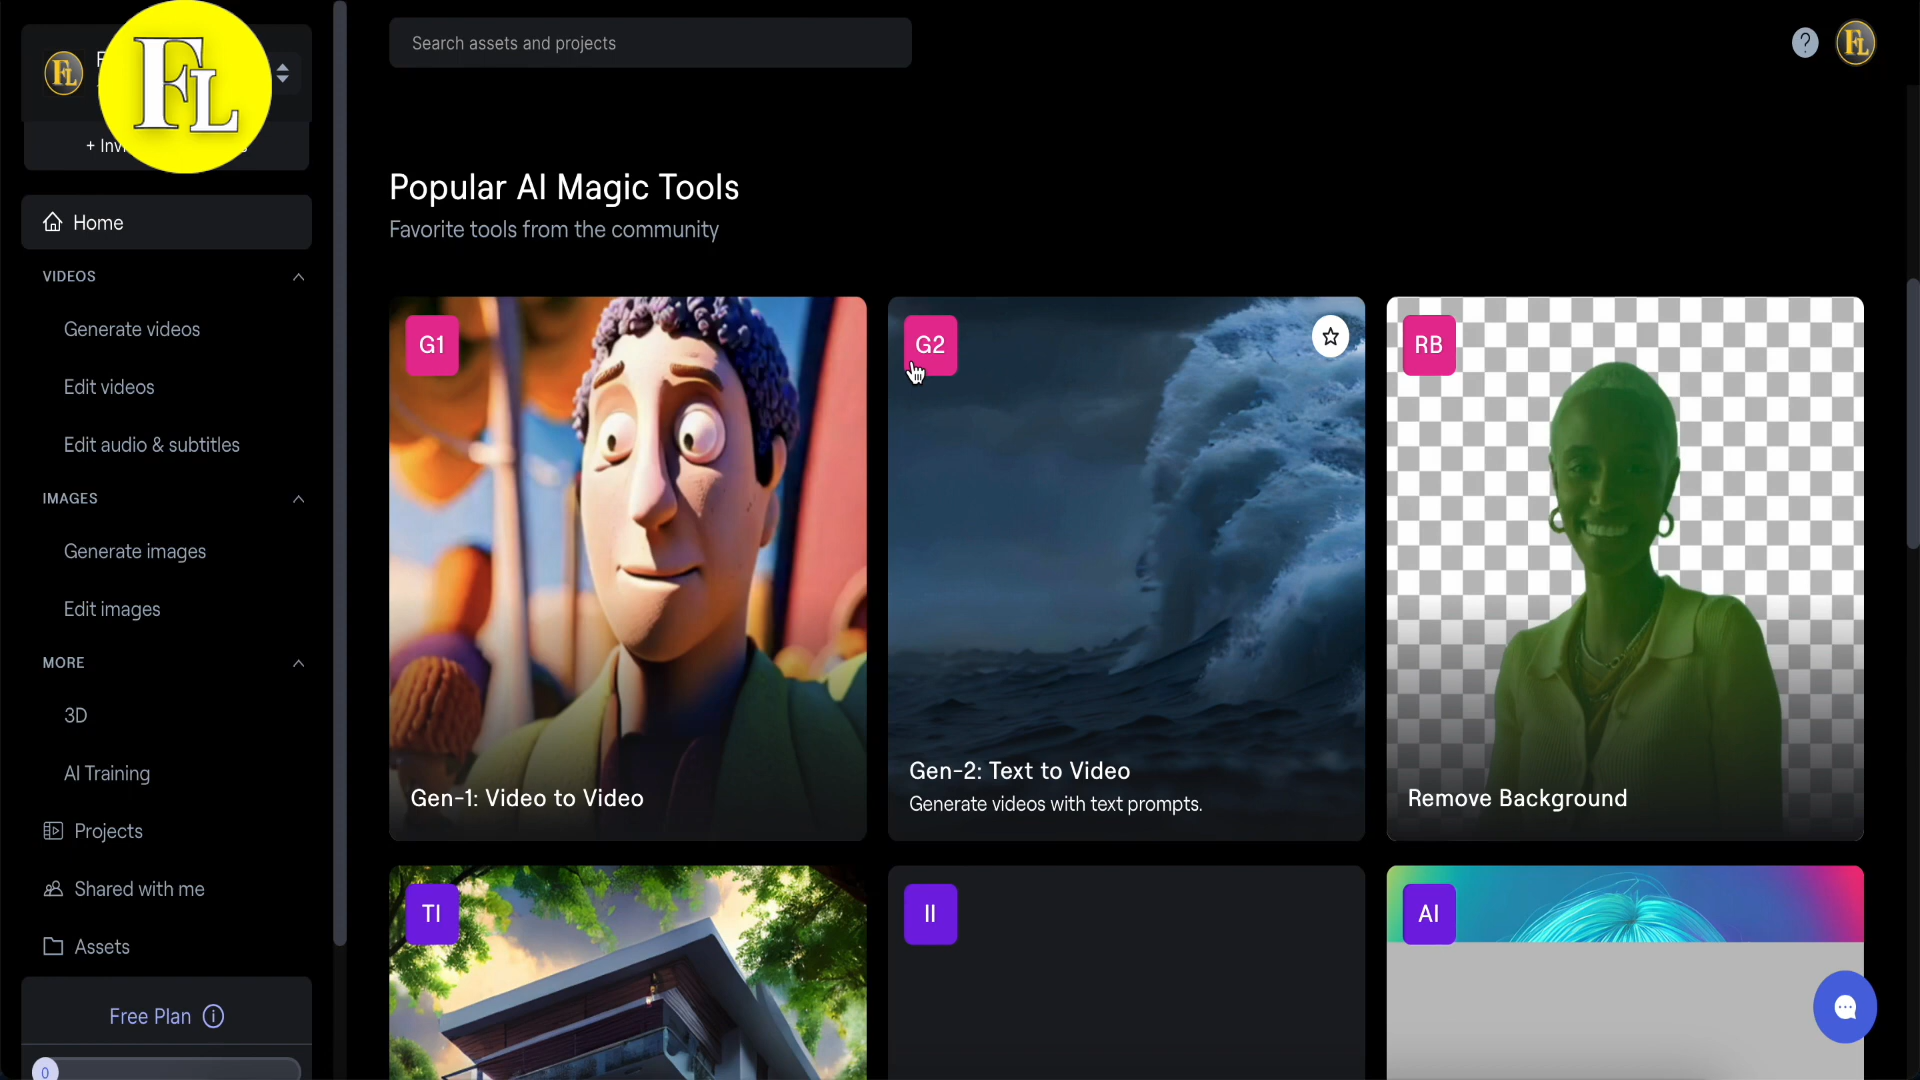 FL
FL
+ Inv
Home
VIDEOS
Generate videos
Edit videos
Edit audio & subtitles
IMAGES
Generate images
Edit images
MORE
3D
AI Training
Projects
Shared with me
Assets
Free Plan
0
Search assets and projects
?
FL
Popular AI Magic Tools
Favorite tools from the community
G1
Gen-1: Video to Video
G2
Gen-2: Text to Video
Generate videos with text prompts.
RB
Remove Background
TI
II
AI